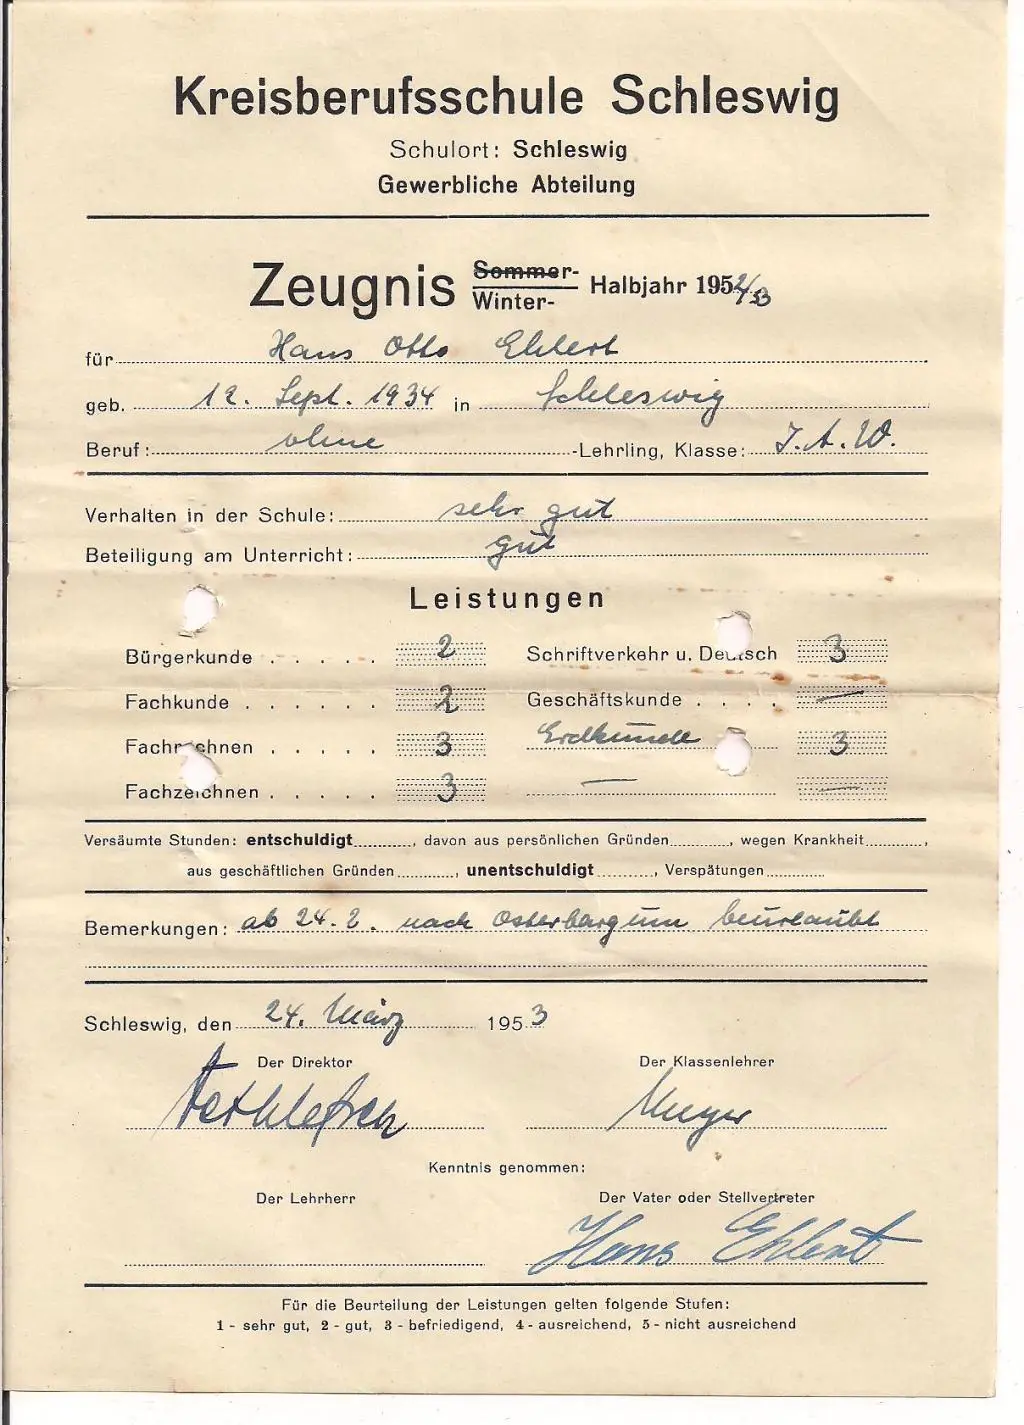 Kreisberufsschule Schleswig
Schulort: Schleswig
Gewerbliche Abteilung
Zeugnis Sommer- Winter- Halbjahr 1952/53
für Hans Otto Ehlert
geb. 12. Sept. 1934 in Schleswig
Beruf: ohne -Lehrling, Klasse: J. A. W.
Verhalten in der Schule: sehr gut
Beteiligung am Unterricht: gut
Leistungen
Bürgerkunde . . . . . 2 Schriftverkehr u. Deutsch 3
Fachkunde . . . . . . 2 Geschäftskunde . . . . —
Fachrechnen . . . . . 3 Erdkunde 3
Fachzeichnen . . . . . 3 — —
Versäumte Stunden: entschuldigt, davon aus persönlichen Gründen, wegen Krankheit,
aus geschäftlichen Gründen, unentschuldigt, Verspätungen
Bemerkungen: ab 24. 2. nach beurlaubt
Schleswig, den 24. März 1953
Der Direktor Der Klassenlehrer
Meyer
Kenntnis genommen:
Der Lehrherr Der Vater oder Stellvertreter
Hans Ehlert
Für die Beurteilung der Leistungen gelten folgende Stufen:
1 - sehr gut, 2 - gut, 3 - befriedigend, 4 - ausreichend, 5 - nicht ausreichend